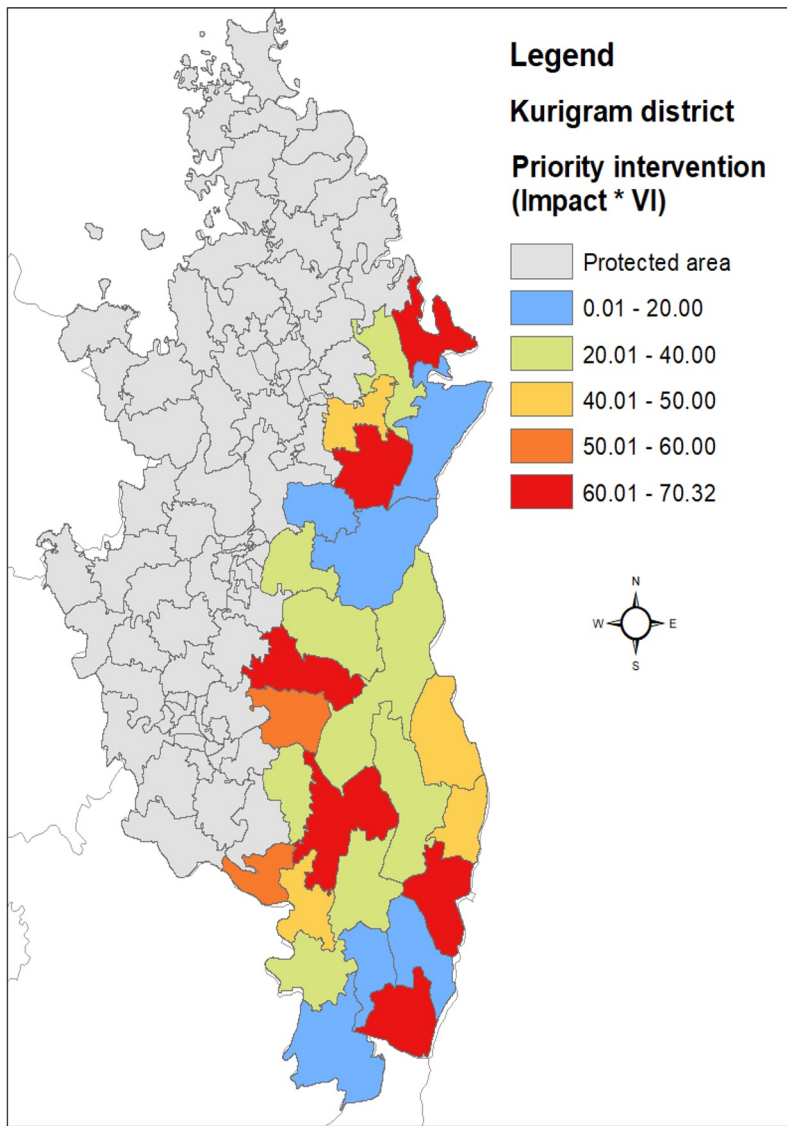 Legend
Kurigram district
Priority intervention
(Impact * VI)
Protected area
0.01 - 20.00
20.01 - 40.00
40.01 - 50.00
50.01 - 60.00
60.01 - 70.32
N
W E
S